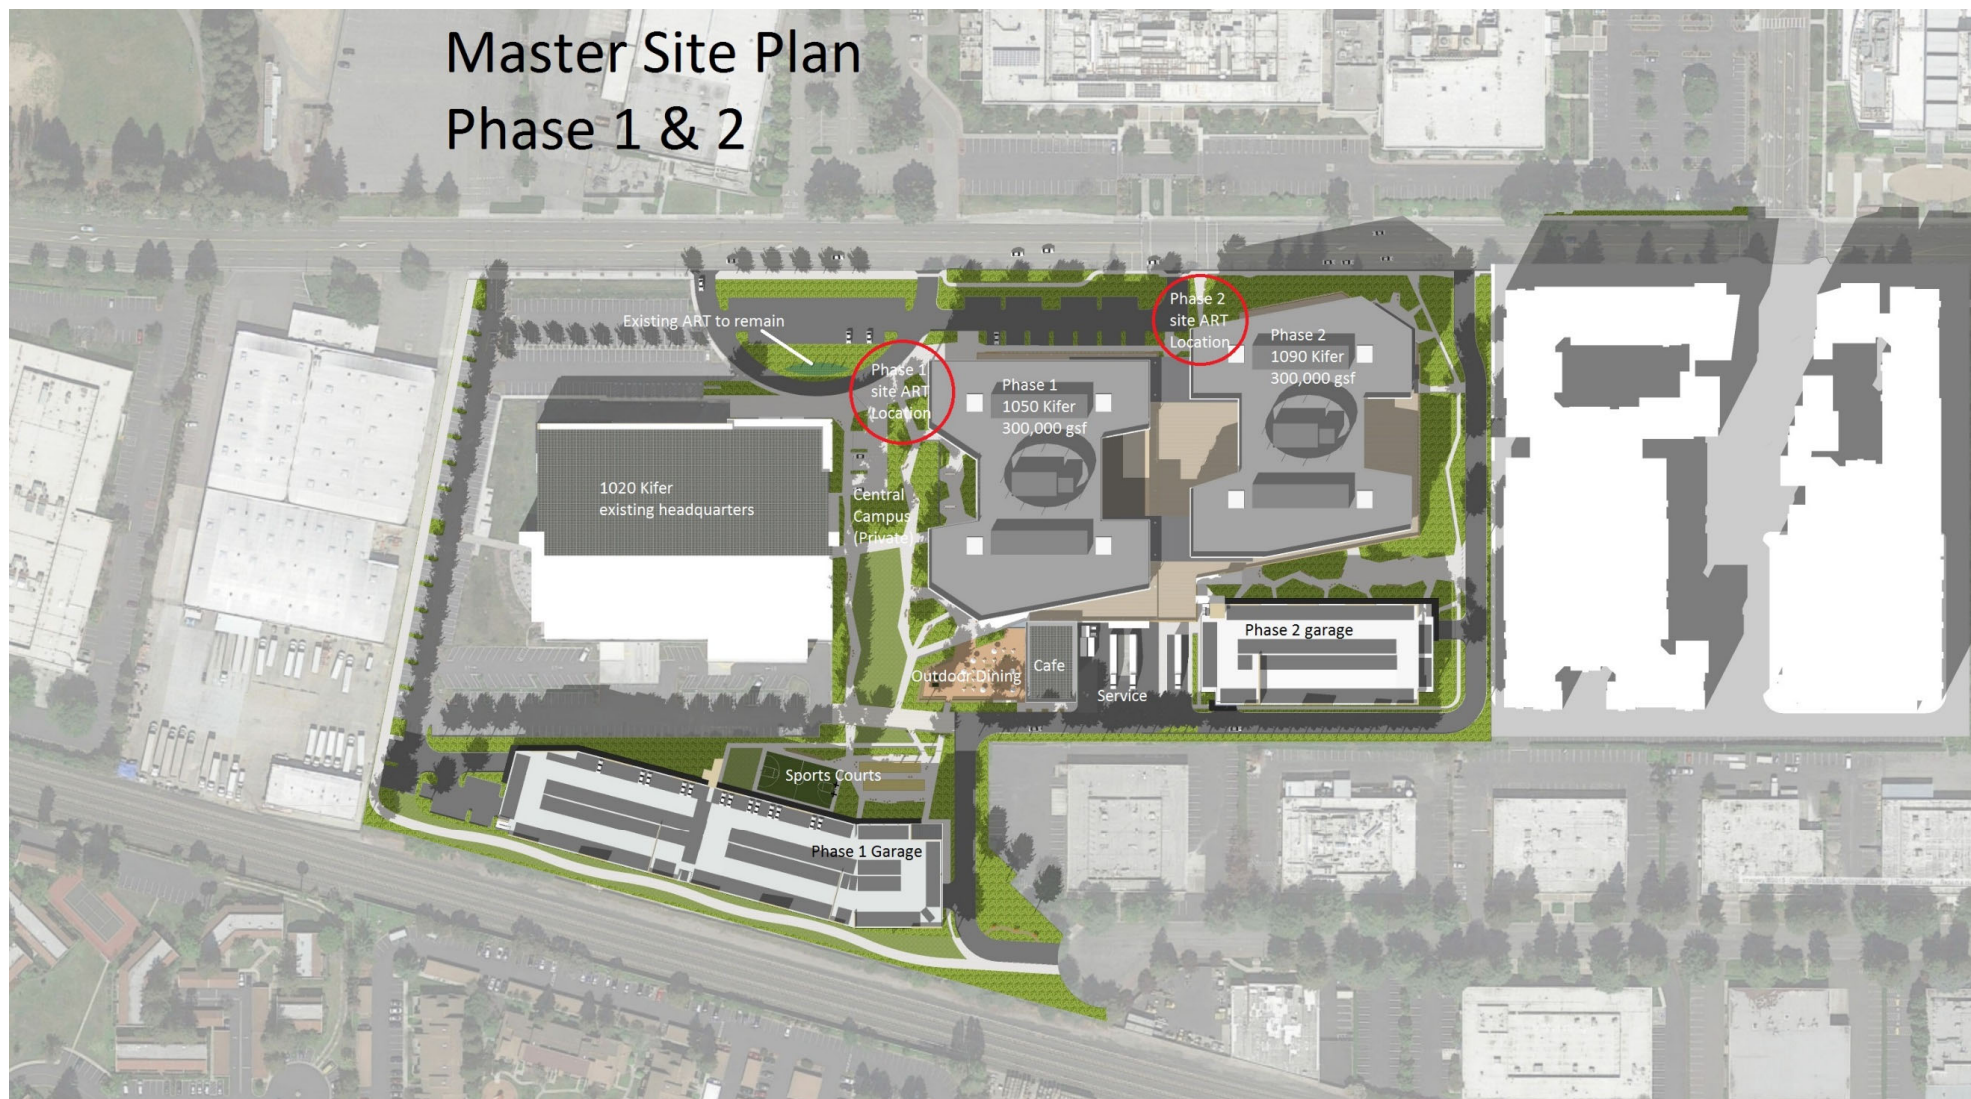 Master Site Plan
Phase 1 & 2
Existing ART to remain
Phase 1
site ART
Location
Phase 2
site ART
Location
Phase 2
1090 Kifer
300,000 gsf
Phase 1
1050 Kifer
300,000 gsf
1020 Kifer
existing headquarters
Central
Campus
(Private)
Outdoor Dining
Cafe
Service
Phase 2 garage
Sports Courts
Phase 1 Garage